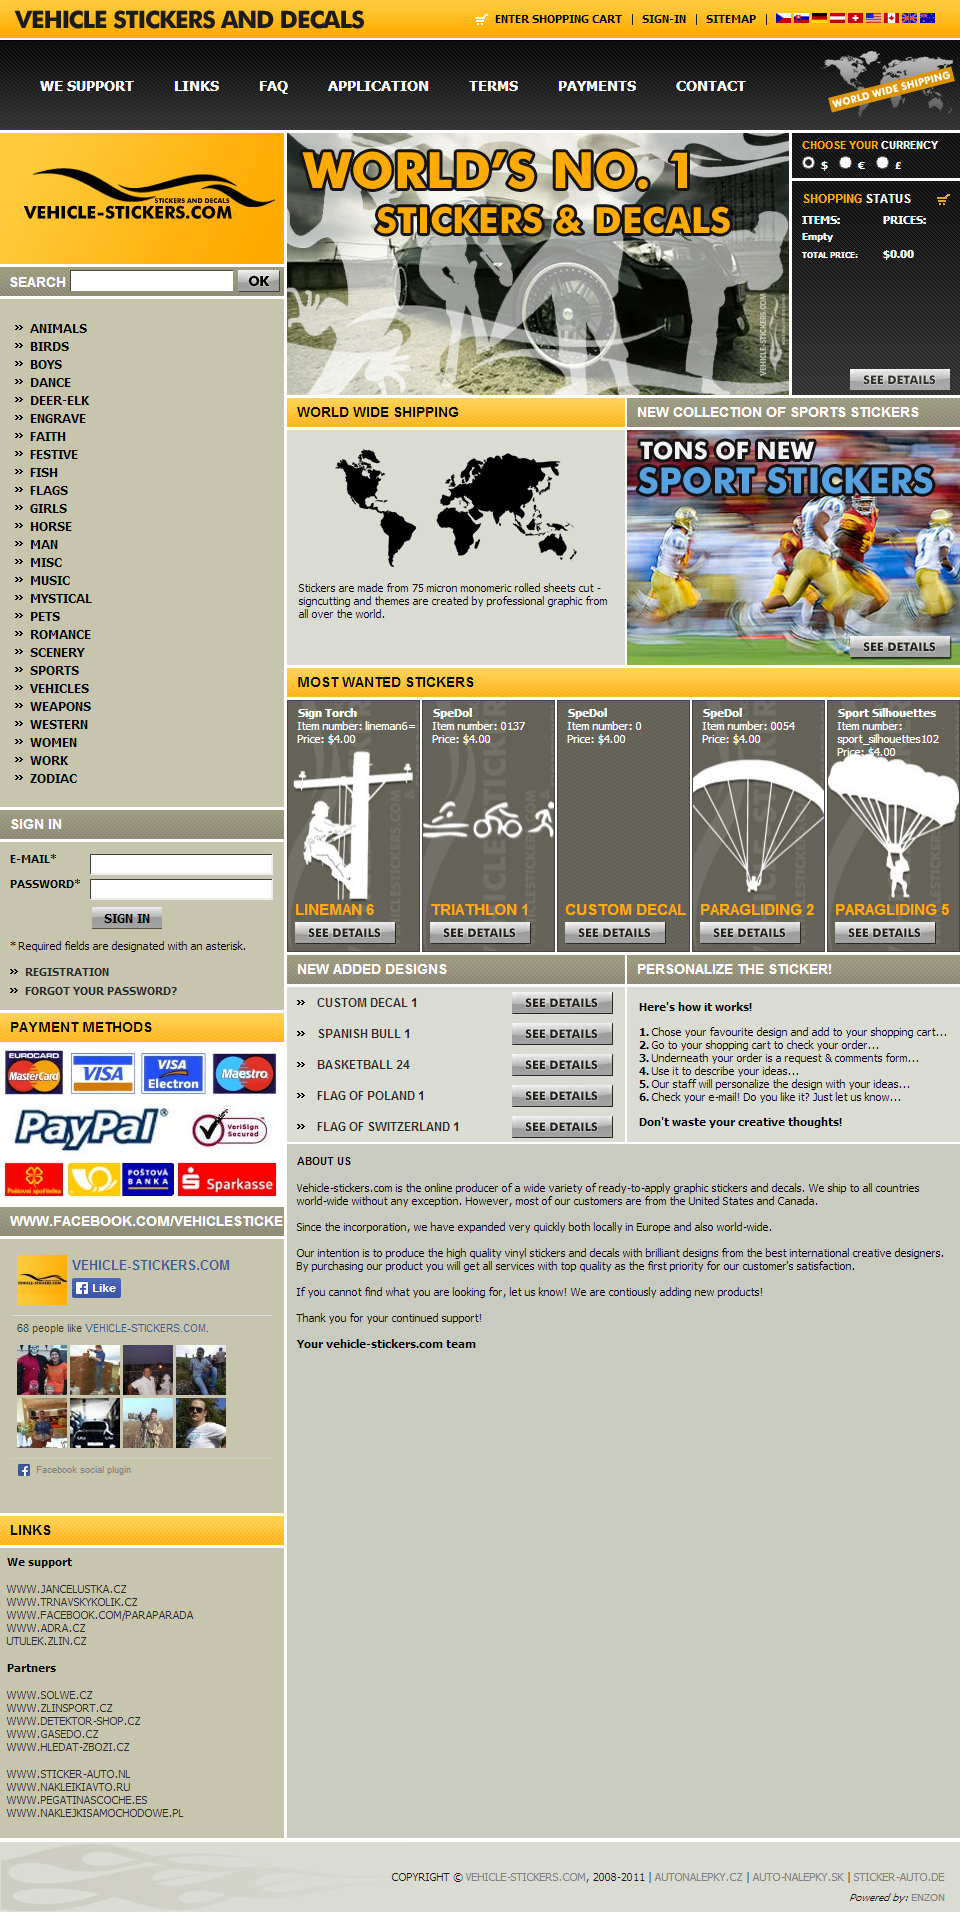 VEHICLE STICKERS AND DECALS
ENTER SHOPPING CART | SIGN-IN | SITEMAP |
WE SUPPORT LINKS FAQ APPLICATION TERMS PAYMENTS CONTACT
WORLD WIDE SHIPPING
STICKERS AND DECALS
VEHICLE-STICKERS.COM
SEARCH OK
ANIMALS
BIRDS
BOYS
DANCE
DEER-ELK
ENGRAVE
FAITH
FESTIVE
FISH
FLAGS
GIRLS
HORSE
MAN
MISC
MUSIC
MYSTICAL
PETS
ROMANCE
SCENERY
SPORTS
VEHICLES
WEAPONS
WESTERN
WOMEN
WORK
ZODIAC
SIGN IN
E-MAIL*
PASSWORD*
SIGN IN
* Required fields are designated with an asterisk.
REGISTRATION
FORGOT YOUR PASSWORD?
PAYMENT METHODS
EUROCARD
MasterCard
VISA
VISA
Electron
Maestro
PayPal
VeriSign
Secured
Poštovní spořitelna
POŠTOVÁ
BANKA
Sparkasse
WWW.FACEBOOK.COM/VEHICLESTICKE
VEHICLE-STICKERS.COM
Like
68 people like VEHICLE-STICKERS.COM.
Facebook social plugin
LINKS
We support
WWW.JANCELUSTKA.CZ
WWW.TRNAVSKYKOLIK.CZ
WWW.FACEBOOK.COM/PARAPARADA
WWW.ADRA.CZ
UTULEK.ZLIN.CZ
Partners
WWW.SOLWE.CZ
WWW.ZLINSPORT.CZ
WWW.DETEKTOR-SHOP.CZ
WWW.GASEDO.CZ
WWW.HLEDAT-ZBOZI.CZ
WWW.STICKER-AUTO.NL
WWW.NAKLEIKIAVTO.RU
WWW.PEGATINASCOCHE.ES
WWW.NAKLEJKISAMOCHODOWE.PL
WORLD'S NO. 1
STICKERS & DECALS
VEHICLE-STICKERS.COM
CHOOSE YOUR CURRENCY
$ € £
SHOPPING STATUS
ITEMS: PRICES:
Empty
TOTAL PRICE: $0.00
SEE DETAILS
WORLD WIDE SHIPPING
Stickers are made from 75 micron monomeric rolled sheets cut -
signcutting and themes are created by professional graphic from
all over the world.
NEW COLLECTION OF SPORTS STICKERS
TONS OF NEW
SPORT STICKERS
SEE DETAILS
MOST WANTED STICKERS
Sign Torch
Item number: lineman6=
Price: $4.00
LINEMAN 6
SEE DETAILS
SpeDol
Item number: 0137
Price: $4.00
TRIATHLON 1
SEE DETAILS
SpeDol
Item number: 0
Price: $4.00
CUSTOM DECAL
SEE DETAILS
SpeDol
Item number: 0054
Price: $4.00
PARAGLIDING 2
SEE DETAILS
Sport Silhouettes
Item number:
sport_silhouettes102
Price: $4.00
PARAGLIDING 5
SEE DETAILS
NEW ADDED DESIGNS
CUSTOM DECAL 1 SEE DETAILS
SPANISH BULL 1 SEE DETAILS
BASKETBALL 24 SEE DETAILS
FLAG OF POLAND 1 SEE DETAILS
FLAG OF SWITZERLAND 1 SEE DETAILS
PERSONALIZE THE STICKER!
Here's how it works!
1. Chose your favourite design and add to your shopping cart...
2. Go to your shopping cart to check your order...
3. Underneath your order is a request & comments form...
4. Use it to describe your ideas...
5. Our staff will personalize the design with your ideas...
6. Check your e-mail! Do you like it? Just let us know...
Don't waste your creative thoughts!
ABOUT US
Vehicle-stickers.com is the online producer of a wide variety of ready-to-apply graphic stickers and decals. We ship to all countries
world-wide without any exception. However, most of our customers are from the United States and Canada.
Since the incorporation, we have expanded very quickly both locally in Europe and also world-wide.
Our intention is to produce the high quality vinyl stickers and decals with brilliant designs from the best international creative designers.
By purchasing our product you will get all services with top quality as the first priority for our customer's satisfaction.
If you cannot find what you are looking for, let us know! We are contiously adding new products!
Thank you for your continued support!
Your vehicle-stickers.com team
COPYRIGHT © VEHICLE-STICKERS.COM, 2008-2011 | AUTONALEPKY.CZ | AUTO-NALEPKY.SK | STICKER-AUTO.DE
Powered by: ENZON